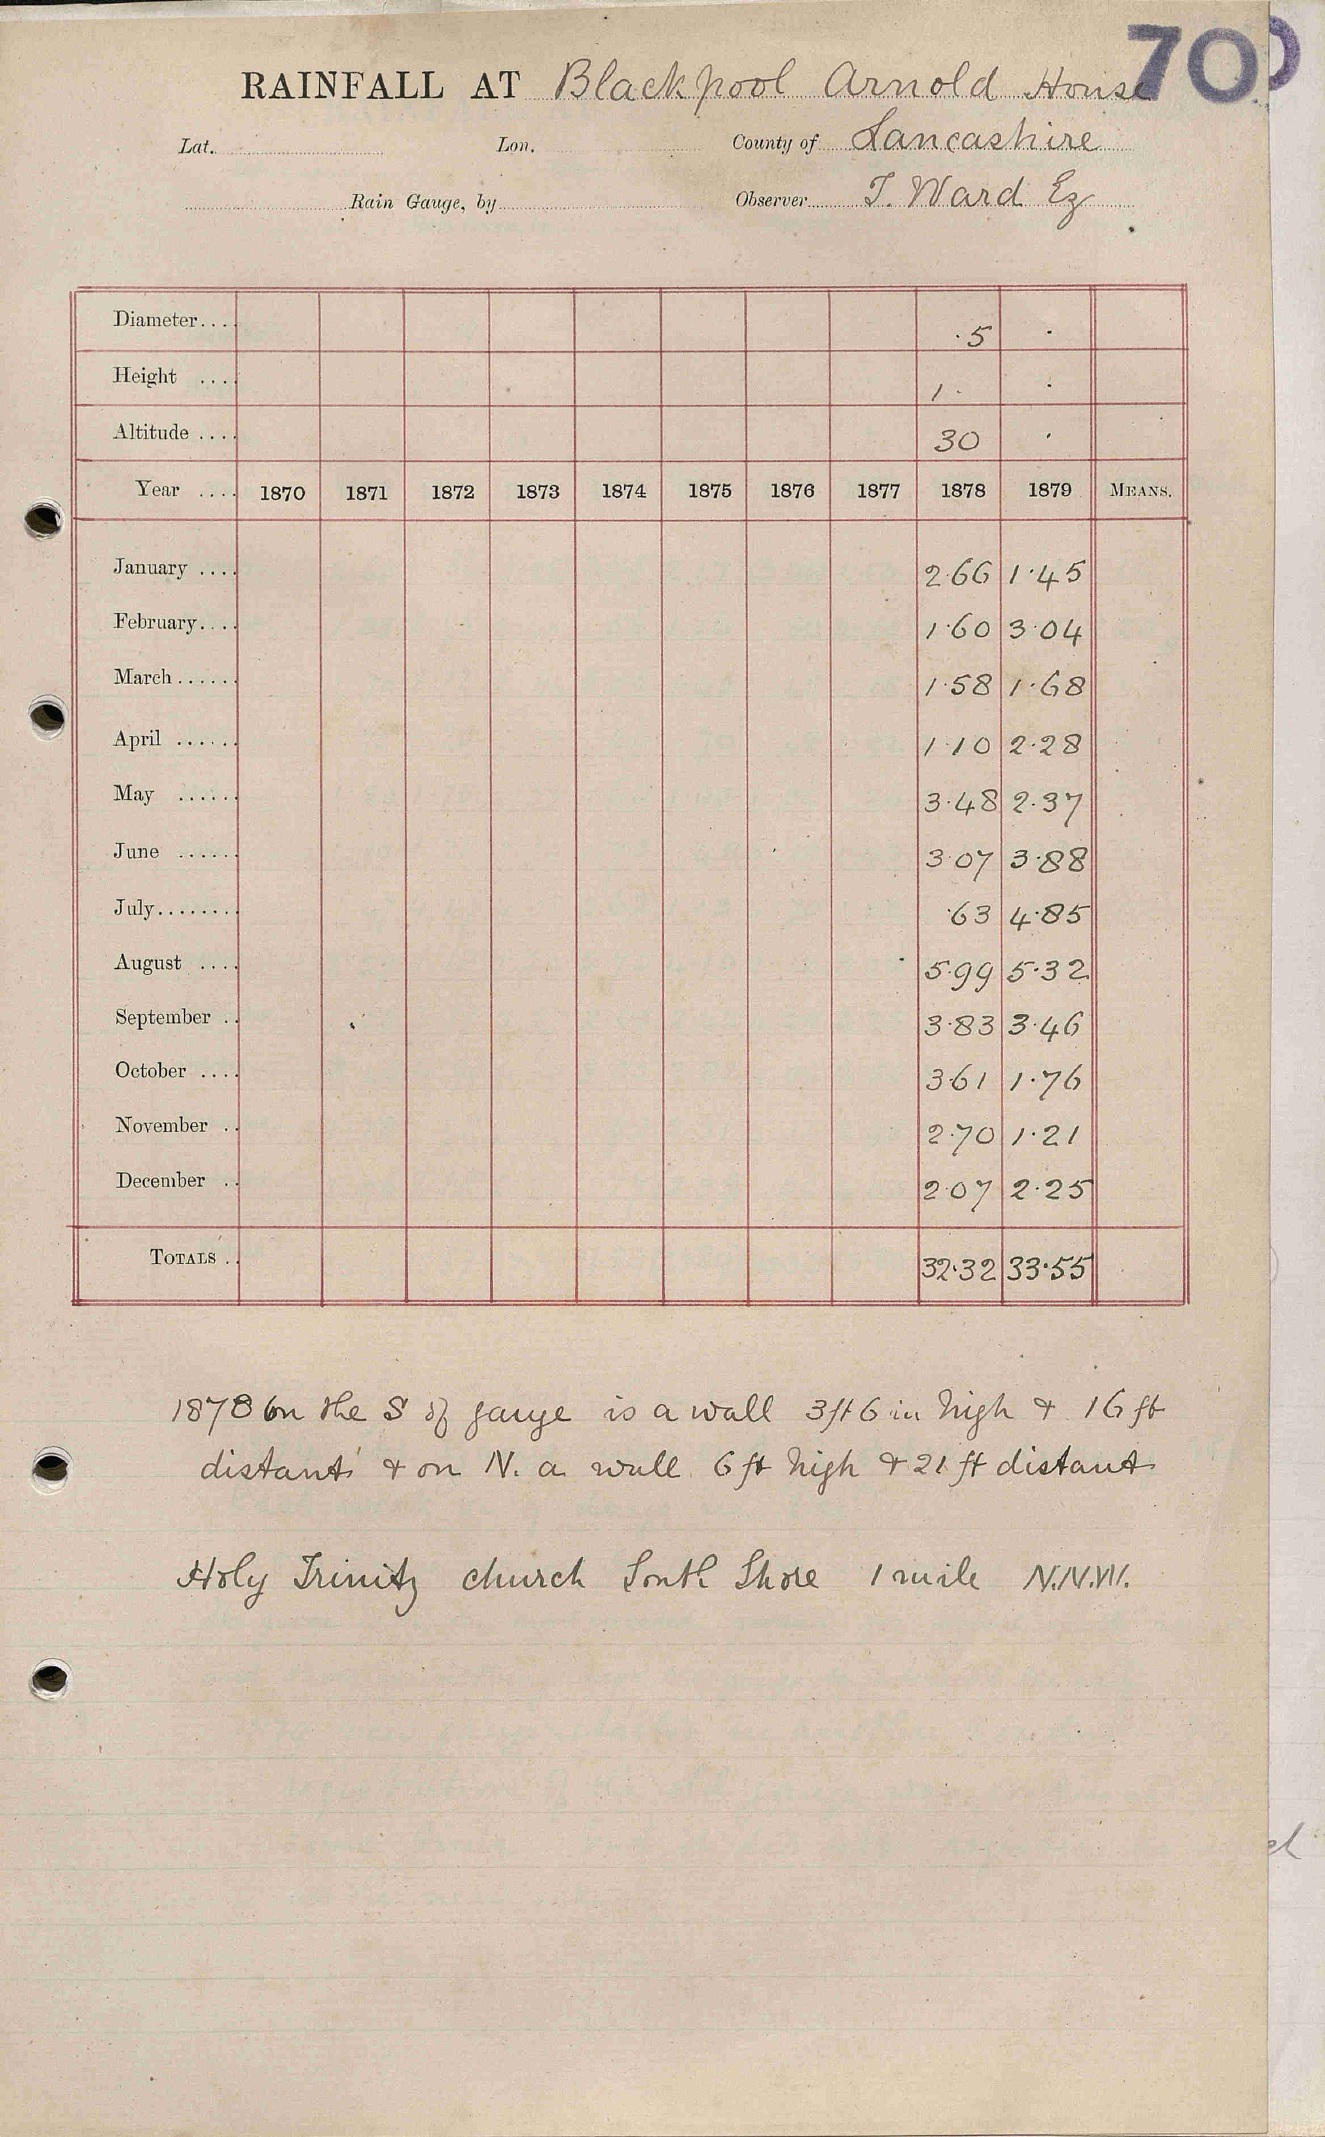 70
RAINFALL AT Blackpool Arnold House
Lat. Lon. County of Lancashire
Rain Gauge, by Observer T. Ward Ez
Diameter.... ·5 ·
Height .... 1· ·
Altitude .... 30 ·
Year .... 1870 1871 1872 1873 1874 1875 1876 1877 1878 1879 MEANS.
January .... 2·66 1·45
February.... 1·60 3·04
March...... 1·58 1·68
April ...... 1·10 2·28
May ...... 3·48 2·37
June ...... 3·07 3·88
July........ ·63 4·85
August .... 5·99 5·32
September .. 3·83 3·46
October .... 3·61 1·76
November .. 2·70 1·21
December .. 2·07 2·25
TOTALS .. 32·32 33·55
1878 on the S of gauge is a wall 3ft 6 in high & 16 ft
distant & on N. a wall 6 ft high & 21 ft distant
Holy Trinity church South Shore 1 mile N.N.W.